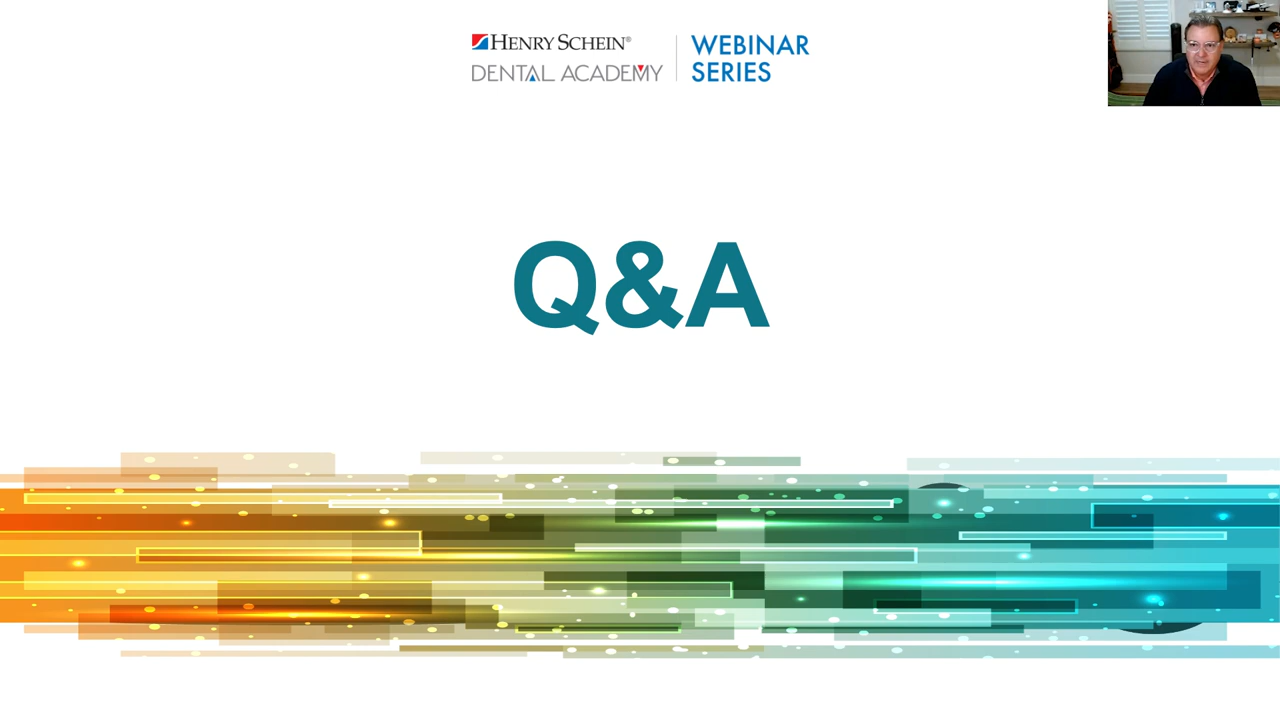 HENRY SCHEIN®
DENTAL ACADEMY
WEBINAR
SERIES
Q&A